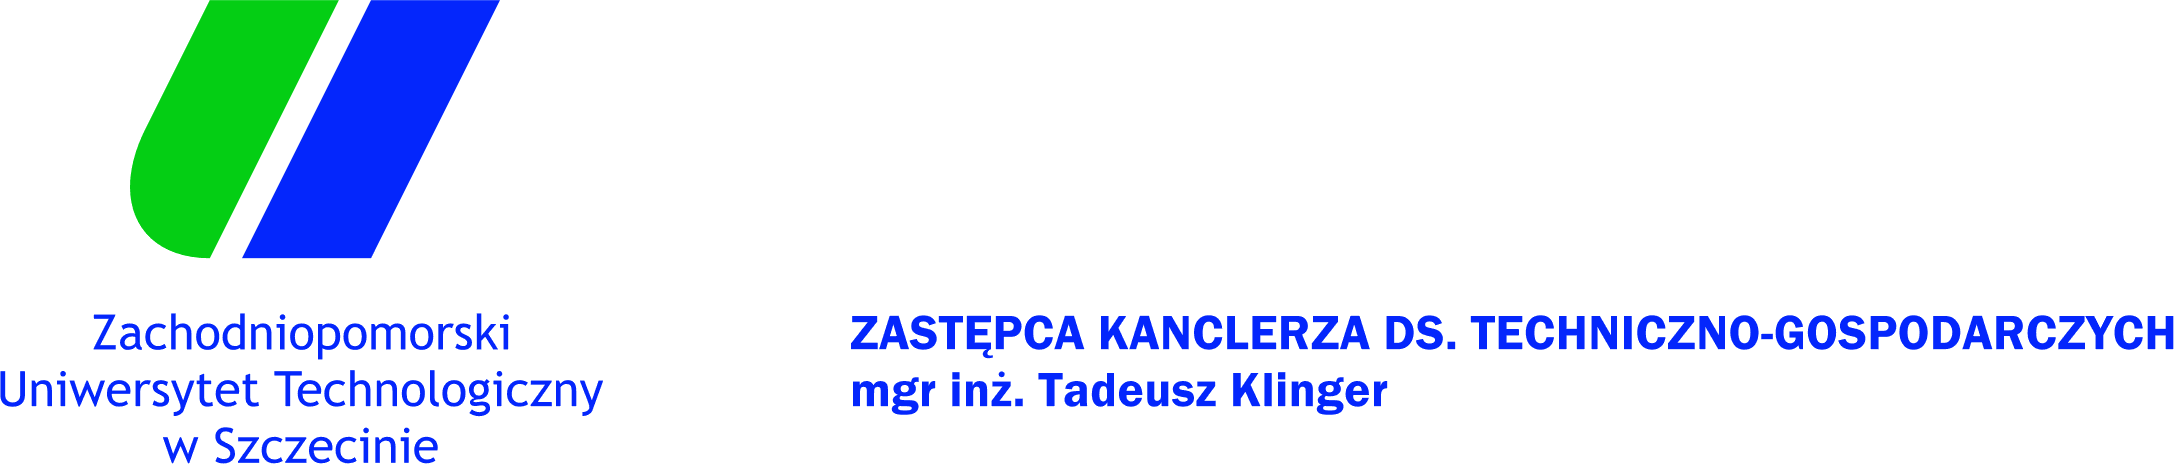 Zachodniopomorski
Uniwersytet Technologiczny
w Szczecinie
ZASTĘPCA KANCLERZA DS. TECHNICZNO-GOSPODARCZYCH
mgr inż. Tadeusz Klinger